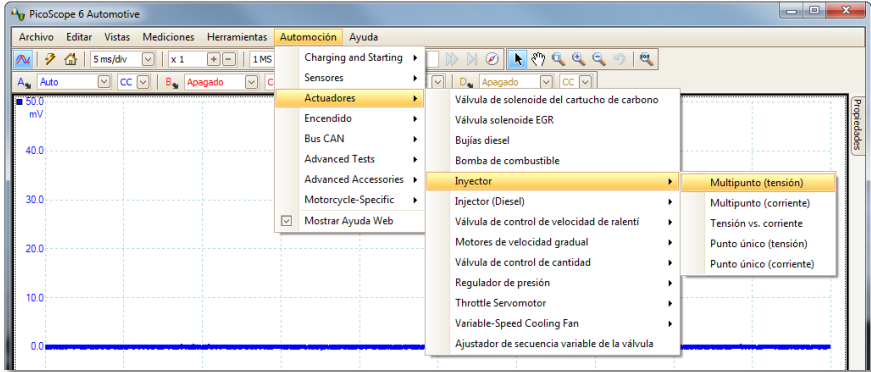 PicoScope 6 Automotive
Archivo Editar Vistas Mediciones Herramientas Automoción Ayuda
5 ms/div x 1 1 MS
A Auto CC B Apagado C D Apagado CC
50.0
mV
40.0
30.0
20.0
10.0
0.0
Propiedades
Charging and Starting
Sensores
Actuadores
Encendido
Bus CAN
Advanced Tests
Advanced Accessories
Motorcycle-Specific
Mostrar Ayuda Web
Válvula de solenoide del cartucho de carbono
Válvula solenoide EGR
Bujías diesel
Bomba de combustible
Inyector
Injector (Diesel)
Válvula de control de velocidad de ralentí
Motores de velocidad gradual
Válvula de control de cantidad
Regulador de presión
Throttle Servomotor
Variable-Speed Cooling Fan
Ajustador de secuencia variable de la válvula
Multipunto (tensión)
Multipunto (corriente)
Tensión vs. corriente
Punto único (tensión)
Punto único (corriente)